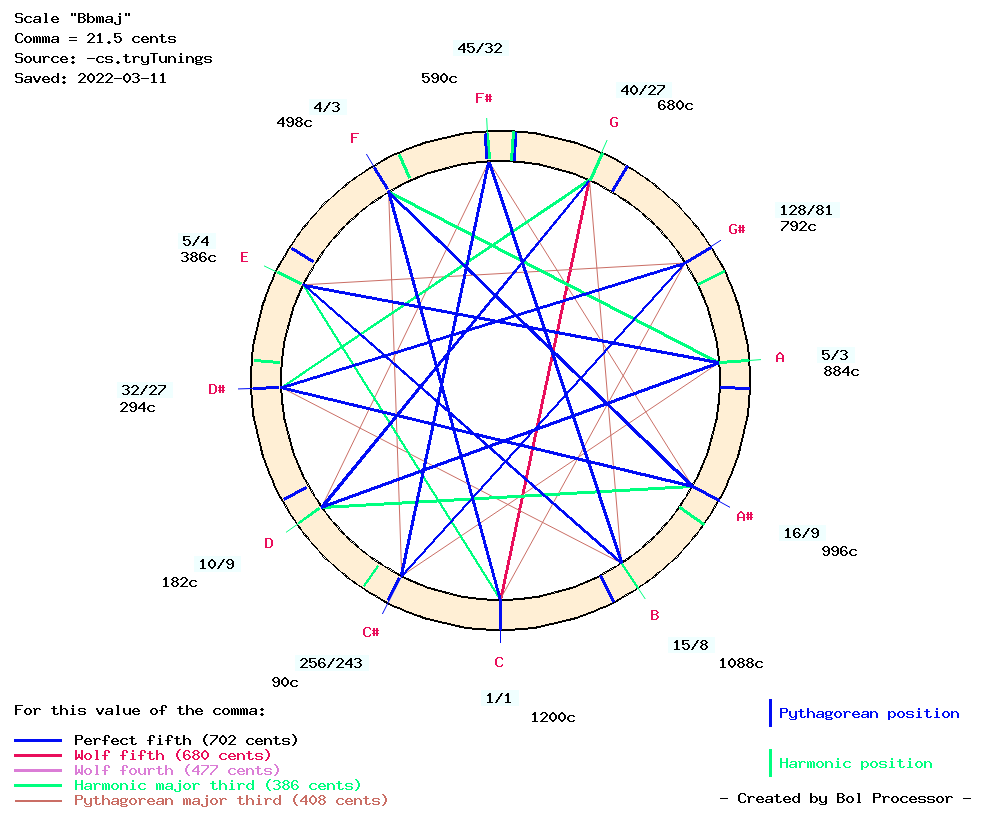 Scale "Bbmaj"
Comma = 21.5 cents
Source: -cs.tryTunings
Saved: 2022-03-11
45/32
590c
F#
40/27
680c
G
4/3
498c
F
128/81
792c
G#
5/4
386c
E
5/3
884c
A
32/27
294c
D#
16/9
996c
A#
10/9
182c
D
15/8
1088c
B
256/243
90c
C#
C
1/1
1200c
For this value of the comma:
Perfect fifth (702 cents)
Wolf fifth (680 cents)
Wolf fourth (477 cents)
Harmonic major third (386 cents)
Pythagorean major third (408 cents)
Pythagorean position
Harmonic position
- Created by Bol Processor -